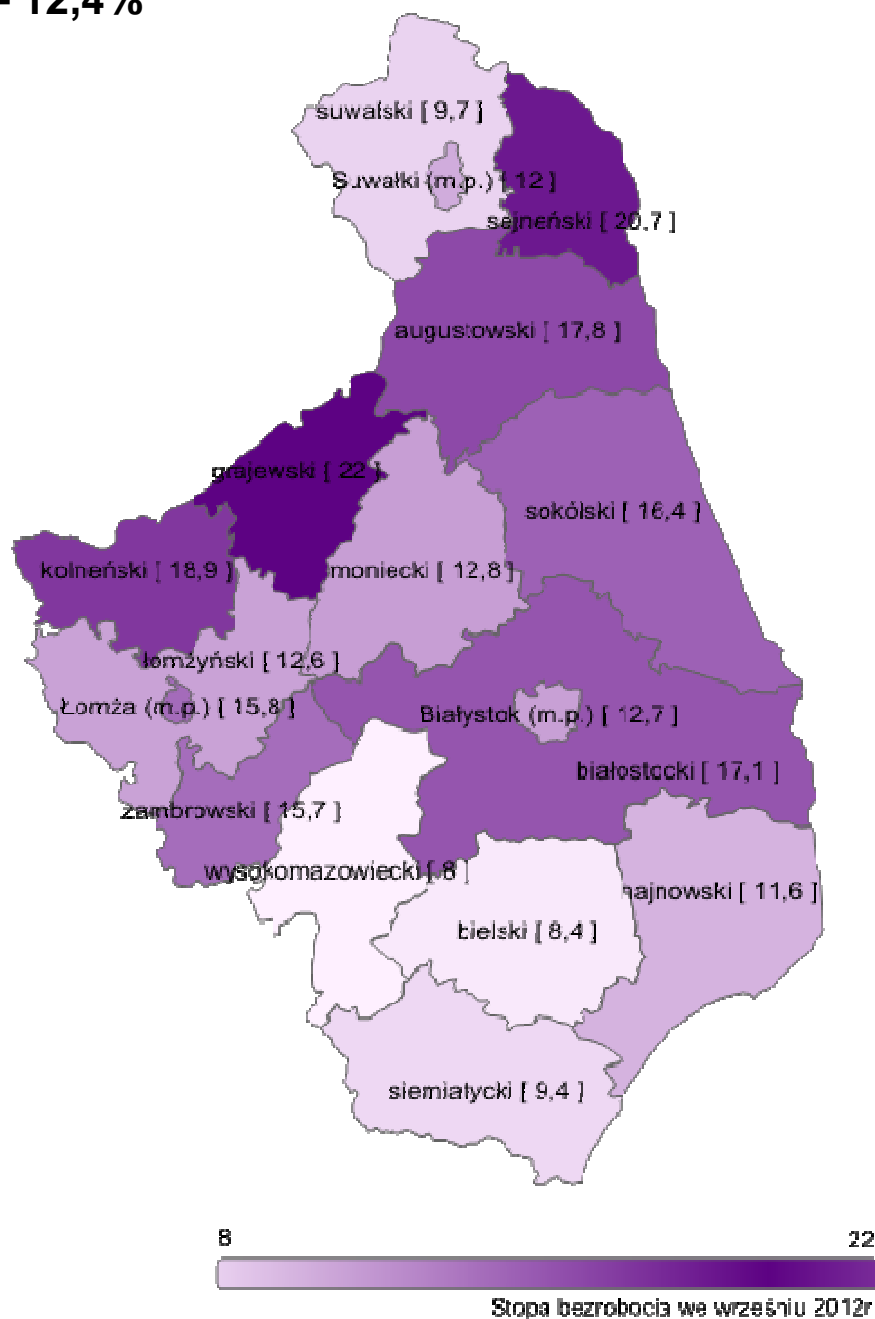 - 12,4%
suwalski [ 9,7 ]
Suwałki (m.p.) [ 12 ]
sejneński [ 20,7 ]
augustowski [ 17,8 ]
grajewski [ 22 ]
sokólski [ 16,4 ]
kolneński [ 18,9 ]
moniecki [ 12,8 ]
łomżyński [ 12,6 ]
Łomża (m.p.) [ 15,8 ]
Białystok (m.p.) [ 12,7 ]
białostocki [ 17,1 ]
zambrowski [ 15,7 ]
wysokomazowiecki [ 8 ]
hajnowski [ 11,6 ]
bielski [ 8,4 ]
siemiatycki [ 9,4 ]
8 22
Stopa bezrobocia we wrześniu 2012r